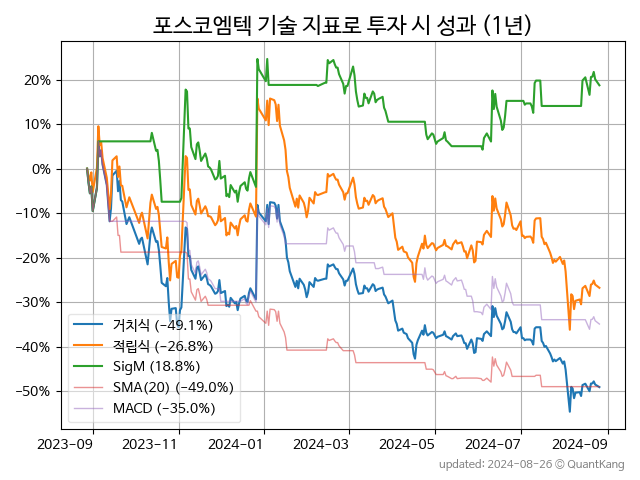 포스코엠텍 기술 지표로 투자 시 성과 (1년)
20%
10%
0%
−10%
−20%
−30%
−40%
−50%
거치식 (−49.1%)
적립식 (−26.8%)
SigM (18.8%)
SMA(20) (−49.0%)
MACD (−35.0%)
2023-09
2023-11
2024-01
2024-03
2024-05
2024-07
2024-09
updated: 2024-08-26 © QuantKang